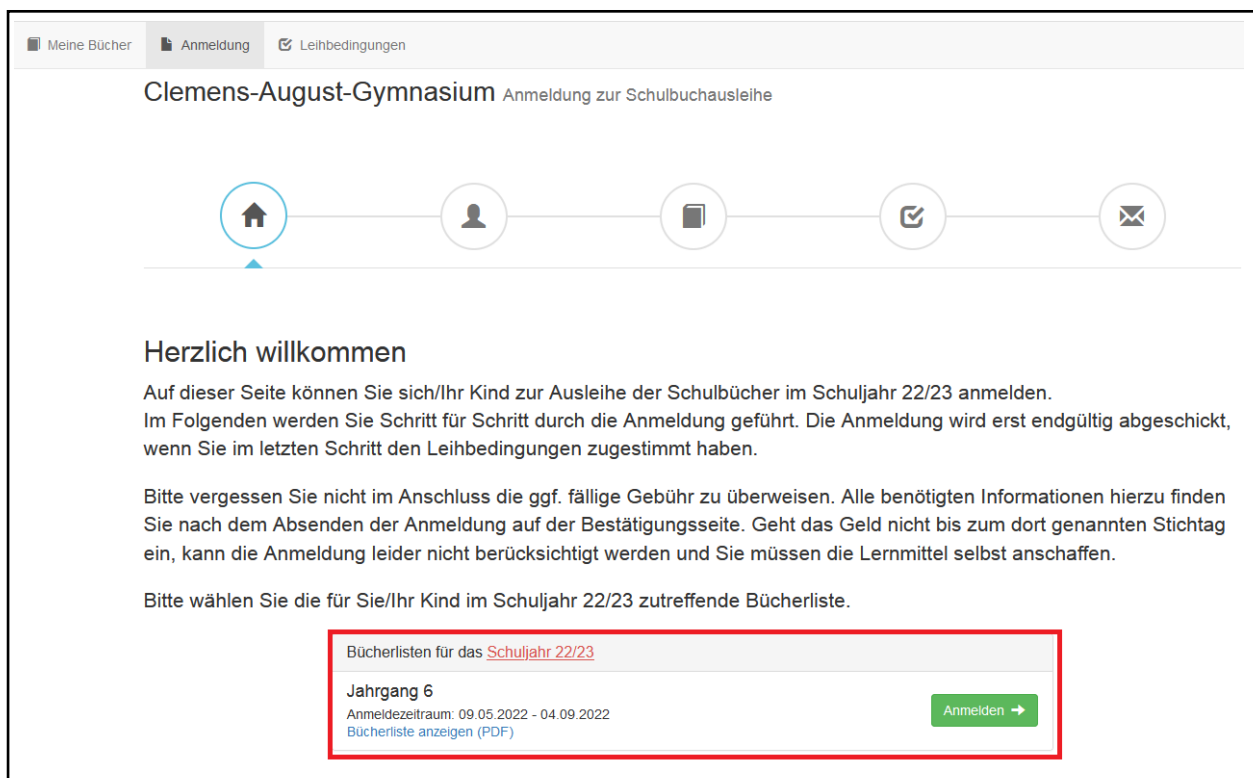 Meine Bücher Anmeldung Leihbedingungen
Clemens-August-Gymnasium Anmeldung zur Schulbuchausleihe
Herzlich willkommen
Auf dieser Seite können Sie sich/Ihr Kind zur Ausleihe der Schulbücher im Schuljahr 22/23 anmelden.
Im Folgenden werden Sie Schritt für Schritt durch die Anmeldung geführt. Die Anmeldung wird erst endgültig abgeschickt,
wenn Sie im letzten Schritt den Leihbedingungen zugestimmt haben.
Bitte vergessen Sie nicht im Anschluss die ggf. fällige Gebühr zu überweisen. Alle benötigten Informationen hierzu finden
Sie nach dem Absenden der Anmeldung auf der Bestätigungsseite. Geht das Geld nicht bis zum dort genannten Stichtag
ein, kann die Anmeldung leider nicht berücksichtigt werden und Sie müssen die Lernmittel selbst anschaffen.
Bitte wählen Sie die für Sie/Ihr Kind im Schuljahr 22/23 zutreffende Bücherliste.
Bücherlisten für das Schuljahr 22/23
Jahrgang 6
Anmeldezeitraum: 09.05.2022 - 04.09.2022
Bücherliste anzeigen (PDF)
Anmelden